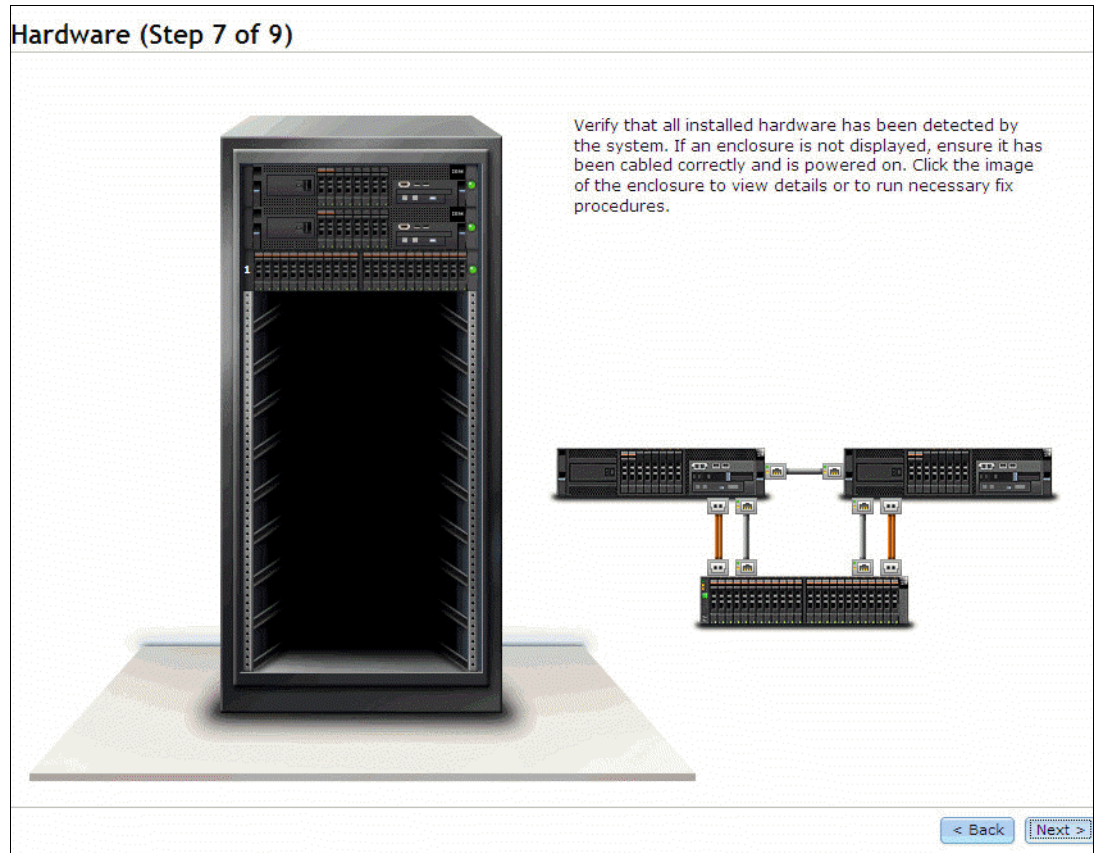 Hardware (Step 7 of 9)
Verify that all installed hardware has been detected by
the system. If an enclosure is not displayed, ensure it has
been cabled correctly and is powered on. Click the image
of the enclosure to view details or to run necessary fix
procedures.
1
< Back
Next >